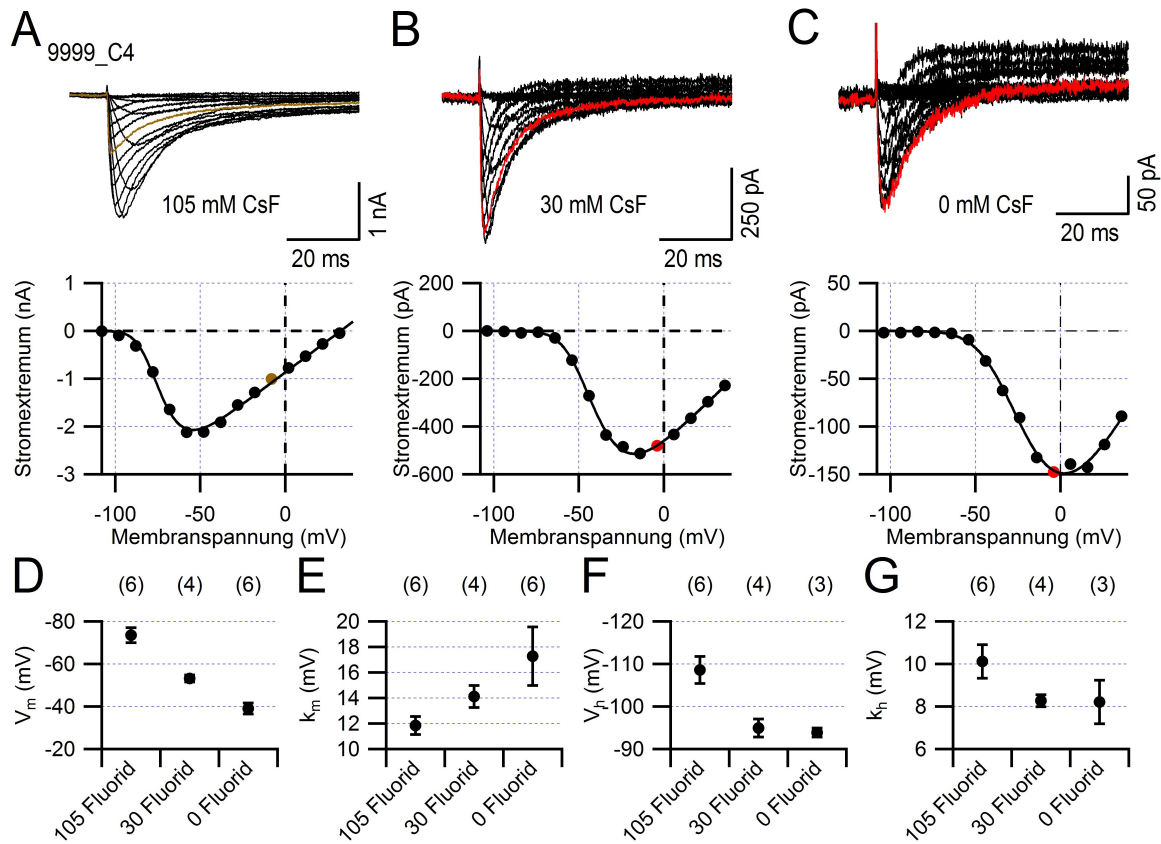 A
B
C
9999_C4
105 mM CsF
30 mM CsF
0 mM CsF
1 nA
250 pA
50 pA
20 ms
20 ms
20 ms
Stromextremum (nA)
1
0
-1
-2
-3
-100
-50
0
Membranspannung (mV)
Stromextremum (pA)
200
0
-200
-400
-600
-100
-50
0
Membranspannung (mV)
Stromextremum (pA)
50
0
-50
-100
-150
-100
-50
0
Membranspannung (mV)
D
(6) (4) (6)
Vm (mV)
-80
-60
-40
-20
105 Fluorid
30 Fluorid
0 Fluorid
E
(6) (4) (6)
km (mV)
20
18
16
14
12
10
105 Fluorid
30 Fluorid
0 Fluorid
F
(6) (4) (3)
Vh (mV)
-120
-110
-100
-90
105 Fluorid
30 Fluorid
0 Fluorid
G
(6) (4) (3)
kh (mV)
12
10
8
6
105 Fluorid
30 Fluorid
0 Fluorid